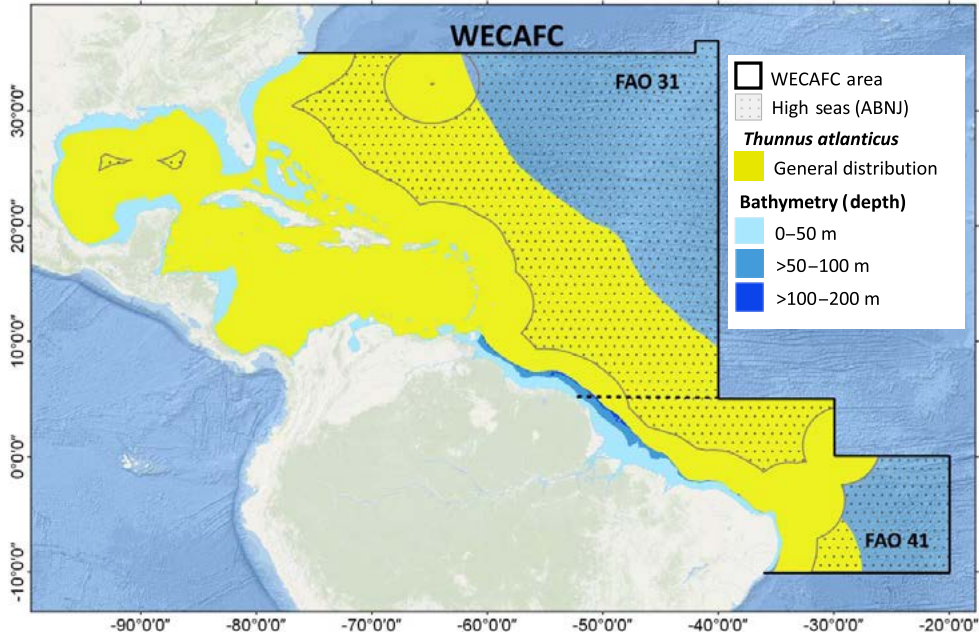 WECAFC
FAO 31
WECAFC area
High seas (ABNJ)
Thunnus atlanticus
General distribution
Bathymetry (depth)
0–50 m
>50–100 m
>100–200 m
FAO 41
30°0'0"
20°0'0"
10°0'0"
0°0'0"
-10°0'0"
-90°0'0"
-80°0'0"
-70°0'0"
-60°0'0"
-50°0'0"
-40°0'0"
-30°0'0"
-20°0'0"